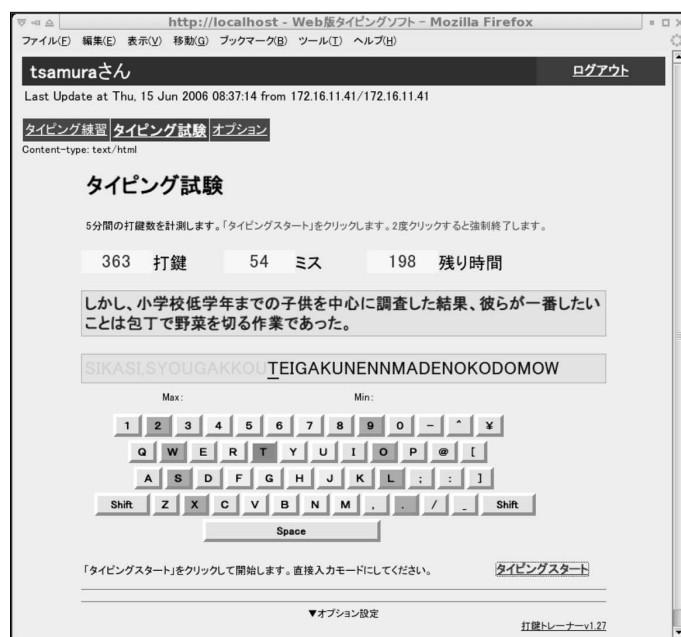 http://localhost - Web版タイピングソフト - Mozilla Firefox
ファイル(F) 編集(E) 表示(V) 移動(G) ブックマーク(B) ツール(T) ヘルプ(H)
tsamuraさん ログアウト
Last Update at Thu, 15 Jun 2006 08:37:14 from 172.16.11.41/172.16.11.41
タイピング練習 タイピング試験 オプション
Content-type: text/html
タイピング試験
5分間の打鍵数を計測します。「タイピングスタート」をクリックします。2度クリックすると強制終了します。
363 打鍵 54 ミス 198 残り時間
しかし、小学校低学年までの子供を中心に調査した結果、彼らが一番したい
ことは包丁で野菜を切る作業であった。
SIKASI,SYOUGAKKOUTEIGAKUNENNMADENOKODOMOW
Max: Min:
1 2 3 4 5 6 7 8 9 0 - ^ ¥
Q W E R T Y U I O P @ [
A S D F G H J K L ; : ]
Shift Z X C V B N M , . / _ Shift
Space
「タイピングスタート」をクリックして開始します。直接入力モードにしてください。 タイピングスタート
▼オプション設定
打鍵トレーナーv1.27